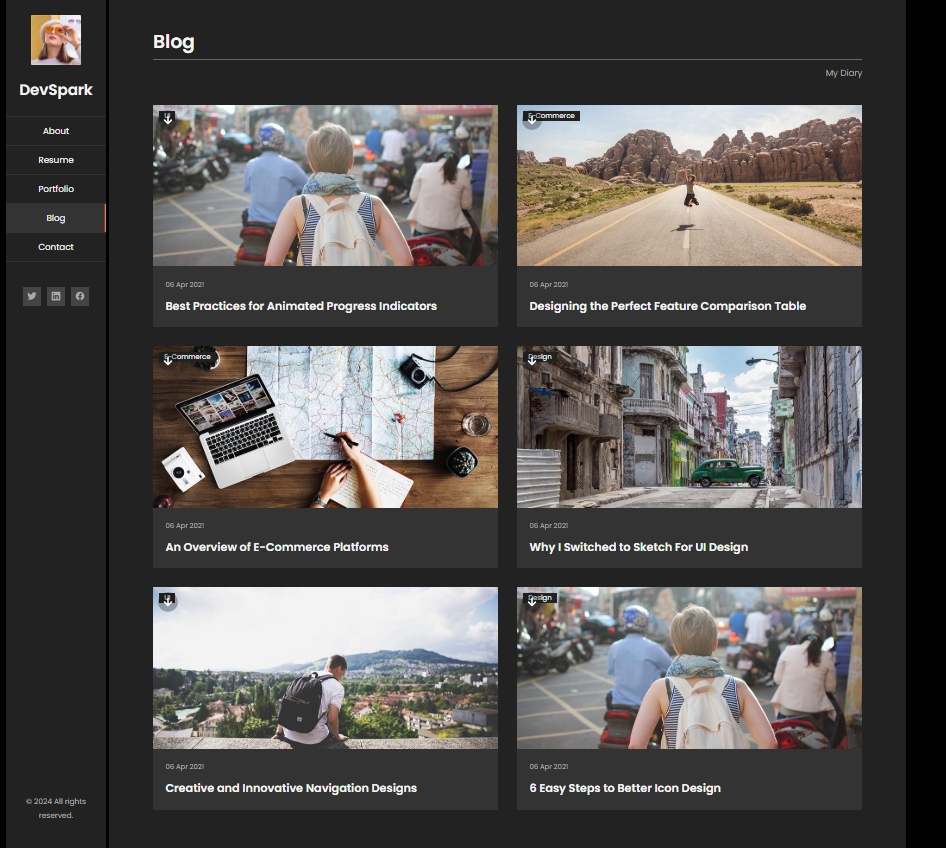 DevSpark
About
Resume
Portfolio
Blog
Contact
© 2024 All rights
reserved.
Blog
My Diary
06 Apr 2021
Best Practices for Animated Progress Indicators
E-Commerce
06 Apr 2021
Designing the Perfect Feature Comparison Table
E-Commerce
06 Apr 2021
An Overview of E-Commerce Platforms
Design
06 Apr 2021
Why I Switched to Sketch For UI Design
06 Apr 2021
Creative and Innovative Navigation Designs
Design
06 Apr 2021
6 Easy Steps to Better Icon Design